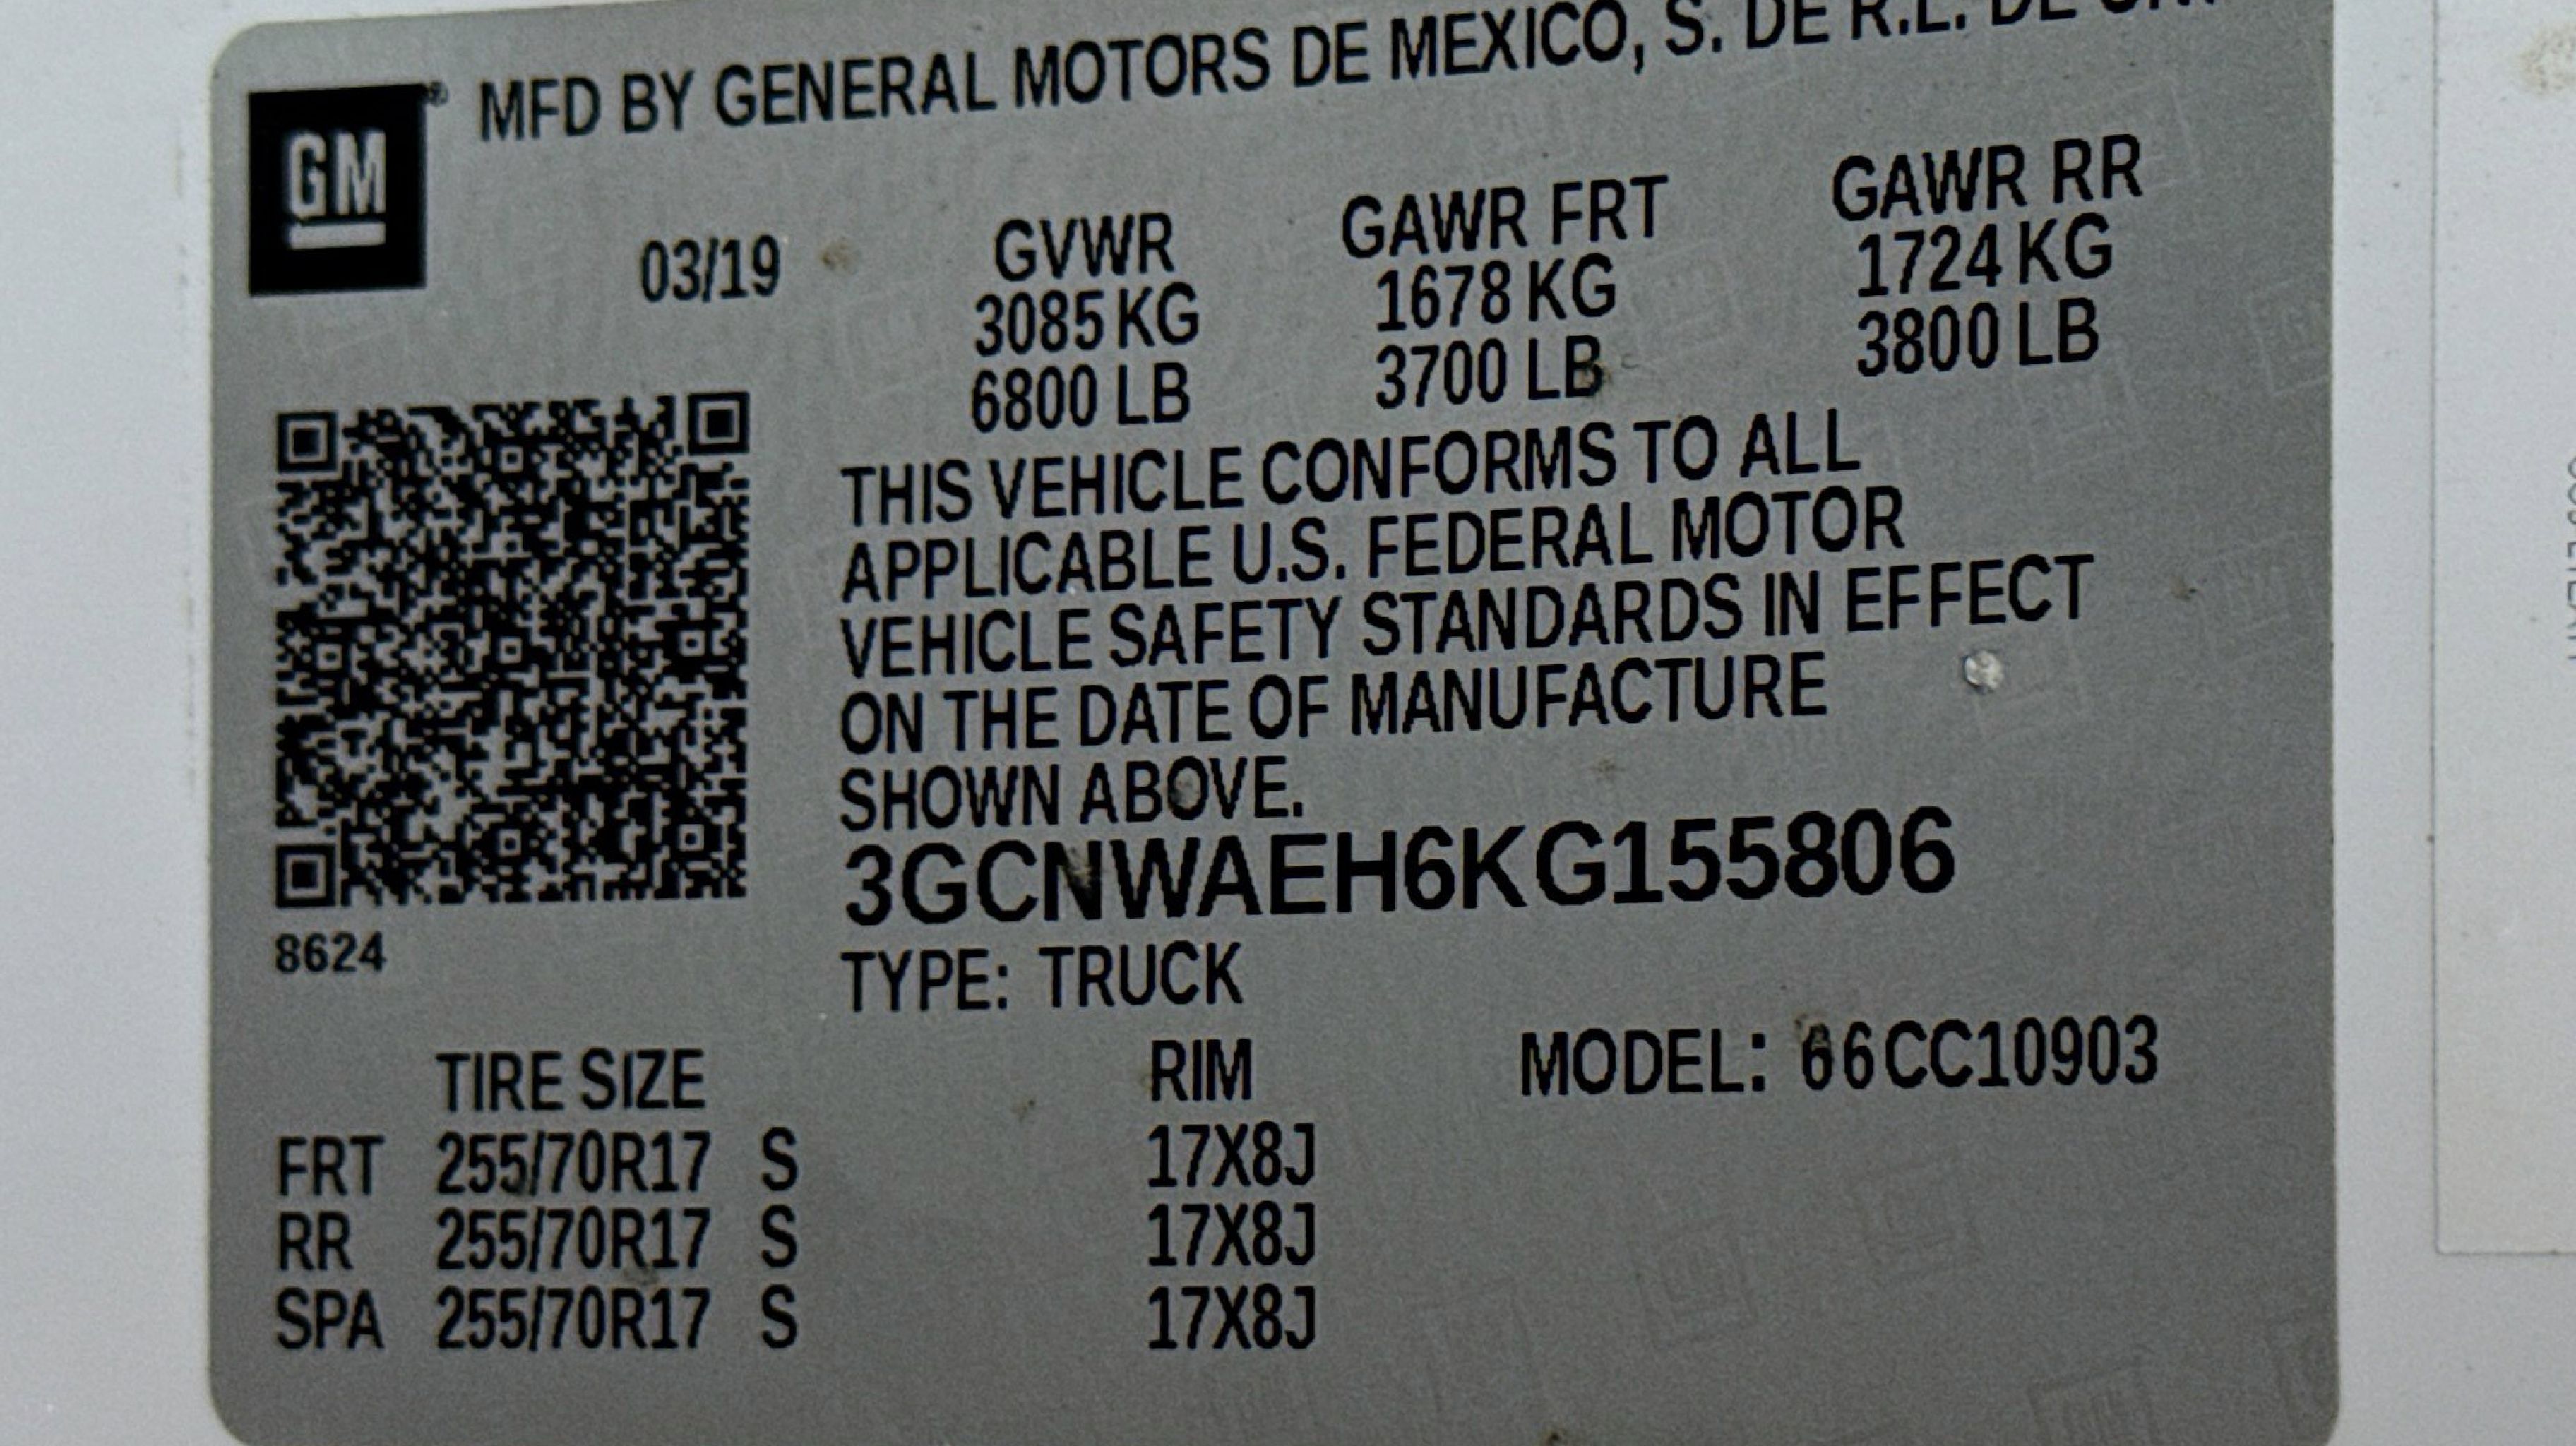 GM® MFD BY GENERAL MOTORS DE MEXICO, S. DE R.L. DE
03/19 GVWR GAWR FRT GAWR RR
3085 KG 1678 KG 1724 KG
6800 LB 3700 LB 3800 LB
THIS VEHICLE CONFORMS TO ALL
APPLICABLE U.S. FEDERAL MOTOR
VEHICLE SAFETY STANDARDS IN EFFECT
ON THE DATE OF MANUFACTURE
SHOWN ABOVE.
3GCNWAEH6KG155806
8624
TYPE: TRUCK
TIRE SIZE RIM MODEL: 66CC10903
FRT 255/70R17 S 17X8J
RR 255/70R17 S 17X8J
SPA 255/70R17 S 17X8J